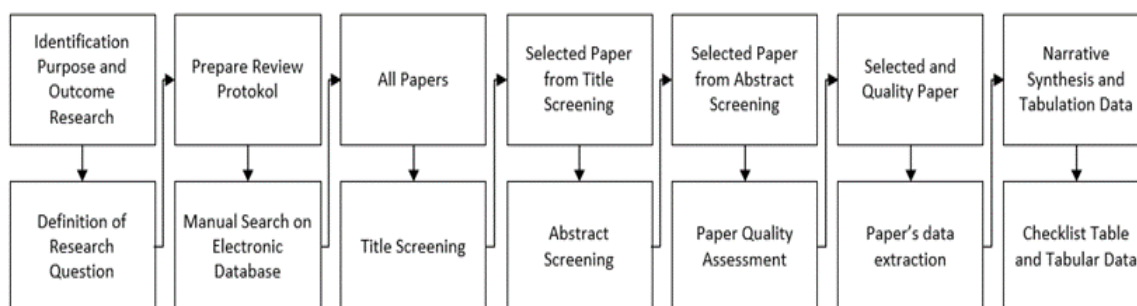 Identification
Purpose and
Outcome
Research
Definition of
Research
Question
Prepare Review
Protokol
Manual Search on
Electronic
Database
All Papers
Title Screening
Selected Paper
from Title
Screening
Abstract
Screening
Selected Paper
from Abstract
Screening
Paper Quality
Assessment
Selected and
Quality Paper
Paper's data
extraction
Narrative
Synthesis and
Tabulation Data
Checklist Table
and Tabular Data